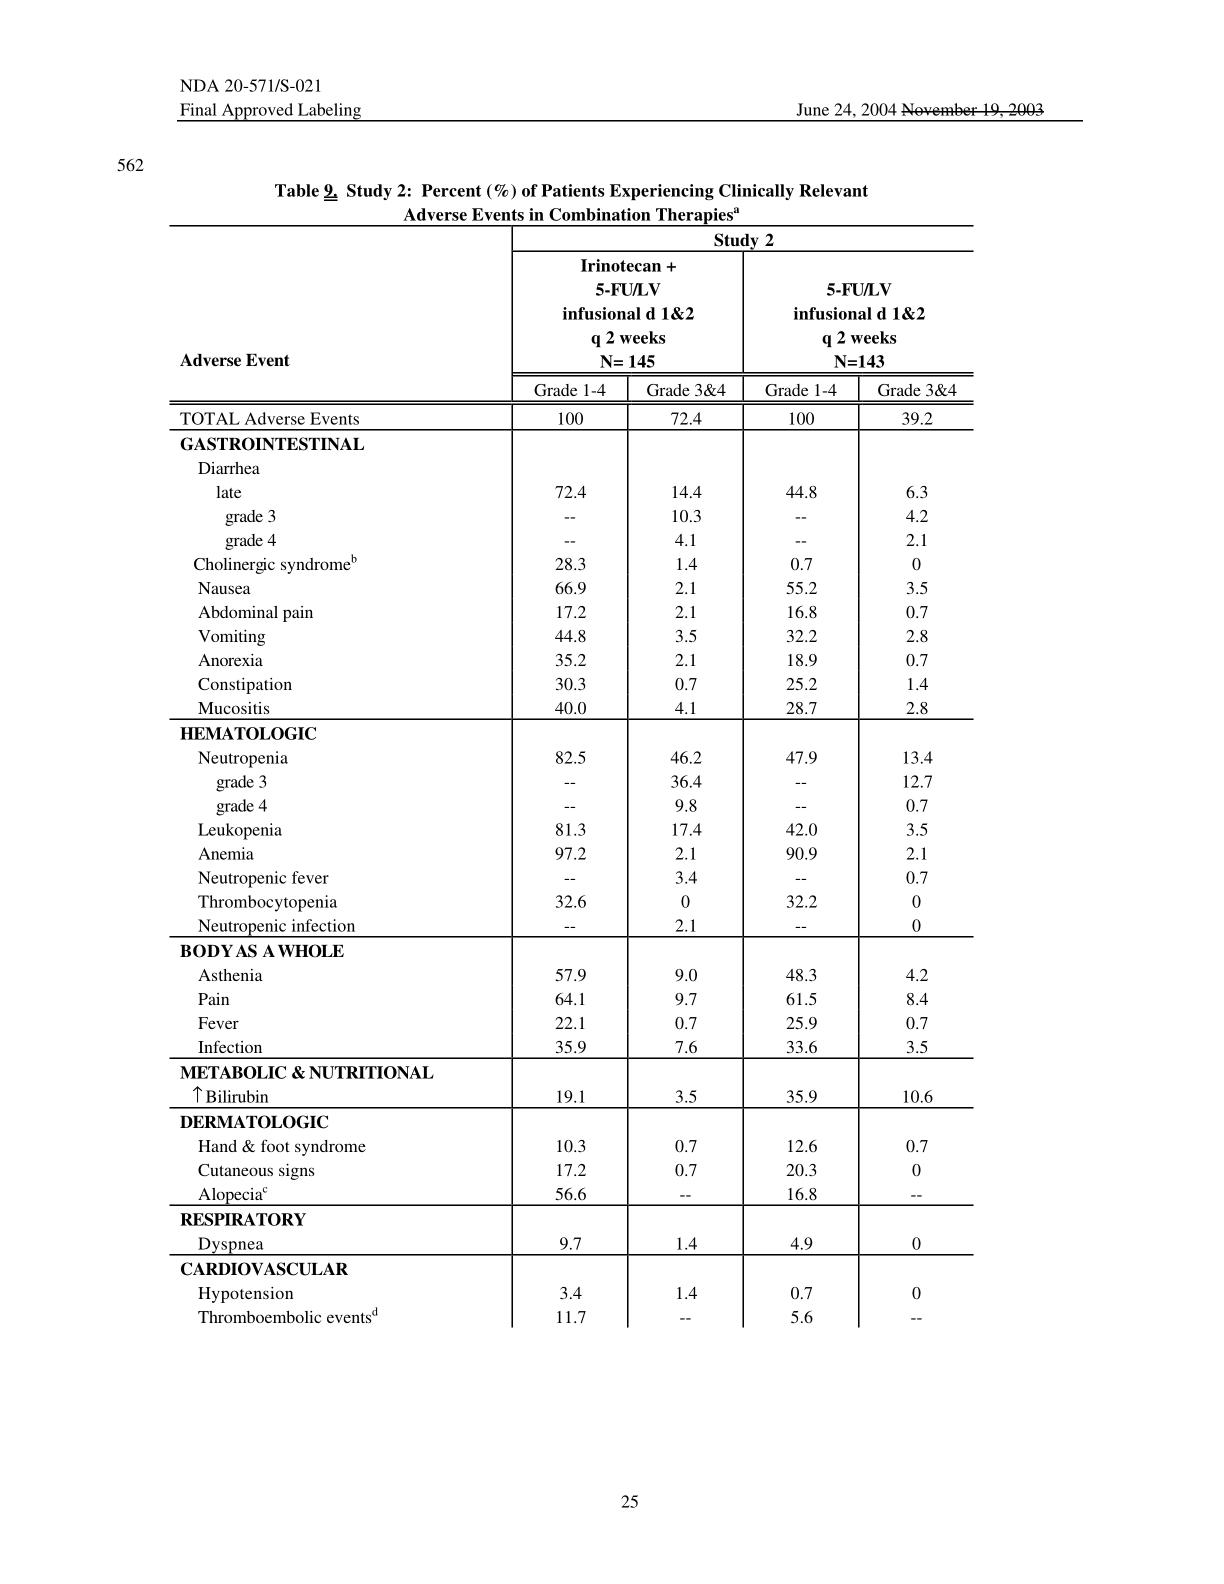 NDA 20-571/S-021
Final Approved Labeling June 24, 2004 November 19, 2003
562
Table 9. Study 2: Percent (%) of Patients Experiencing Clinically Relevant
Adverse Events in Combination Therapiesa
Study 2
Irinotecan +
5-FU/LV 5-FU/LV
infusional d 1&2 infusional d 1&2
q 2 weeks q 2 weeks
Adverse Event N= 145 N=143
Grade 1-4 Grade 3&4 Grade 1-4 Grade 3&4
TOTAL Adverse Events 100 72.4 100 39.2
GASTROINTESTINAL
Diarrhea
late 72.4 14.4 44.8 6.3
grade 3 -- 10.3 -- 4.2
grade 4 -- 4.1 -- 2.1
Cholinergic syndromeb 28.3 1.4 0.7 0
Nausea 66.9 2.1 55.2 3.5
Abdominal pain 17.2 2.1 16.8 0.7
Vomiting 44.8 3.5 32.2 2.8
Anorexia 35.2 2.1 18.9 0.7
Constipation 30.3 0.7 25.2 1.4
Mucositis 40.0 4.1 28.7 2.8
HEMATOLOGIC
Neutropenia 82.5 46.2 47.9 13.4
grade 3 -- 36.4 -- 12.7
grade 4 -- 9.8 -- 0.7
Leukopenia 81.3 17.4 42.0 3.5
Anemia 97.2 2.1 90.9 2.1
Neutropenic fever -- 3.4 -- 0.7
Thrombocytopenia 32.6 0 32.2 0
Neutropenic infection -- 2.1 -- 0
BODY AS A WHOLE
Asthenia 57.9 9.0 48.3 4.2
Pain 64.1 9.7 61.5 8.4
Fever 22.1 0.7 25.9 0.7
Infection 35.9 7.6 33.6 3.5
METABOLIC & NUTRITIONAL
↑ Bilirubin 19.1 3.5 35.9 10.6
DERMATOLOGIC
Hand & foot syndrome 10.3 0.7 12.6 0.7
Cutaneous signs 17.2 0.7 20.3 0
Alopeciac 56.6 -- 16.8 --
RESPIRATORY
Dyspnea 9.7 1.4 4.9 0
CARDIOVASCULAR
Hypotension 3.4 1.4 0.7 0
Thromboembolic eventsd 11.7 -- 5.6 --
25